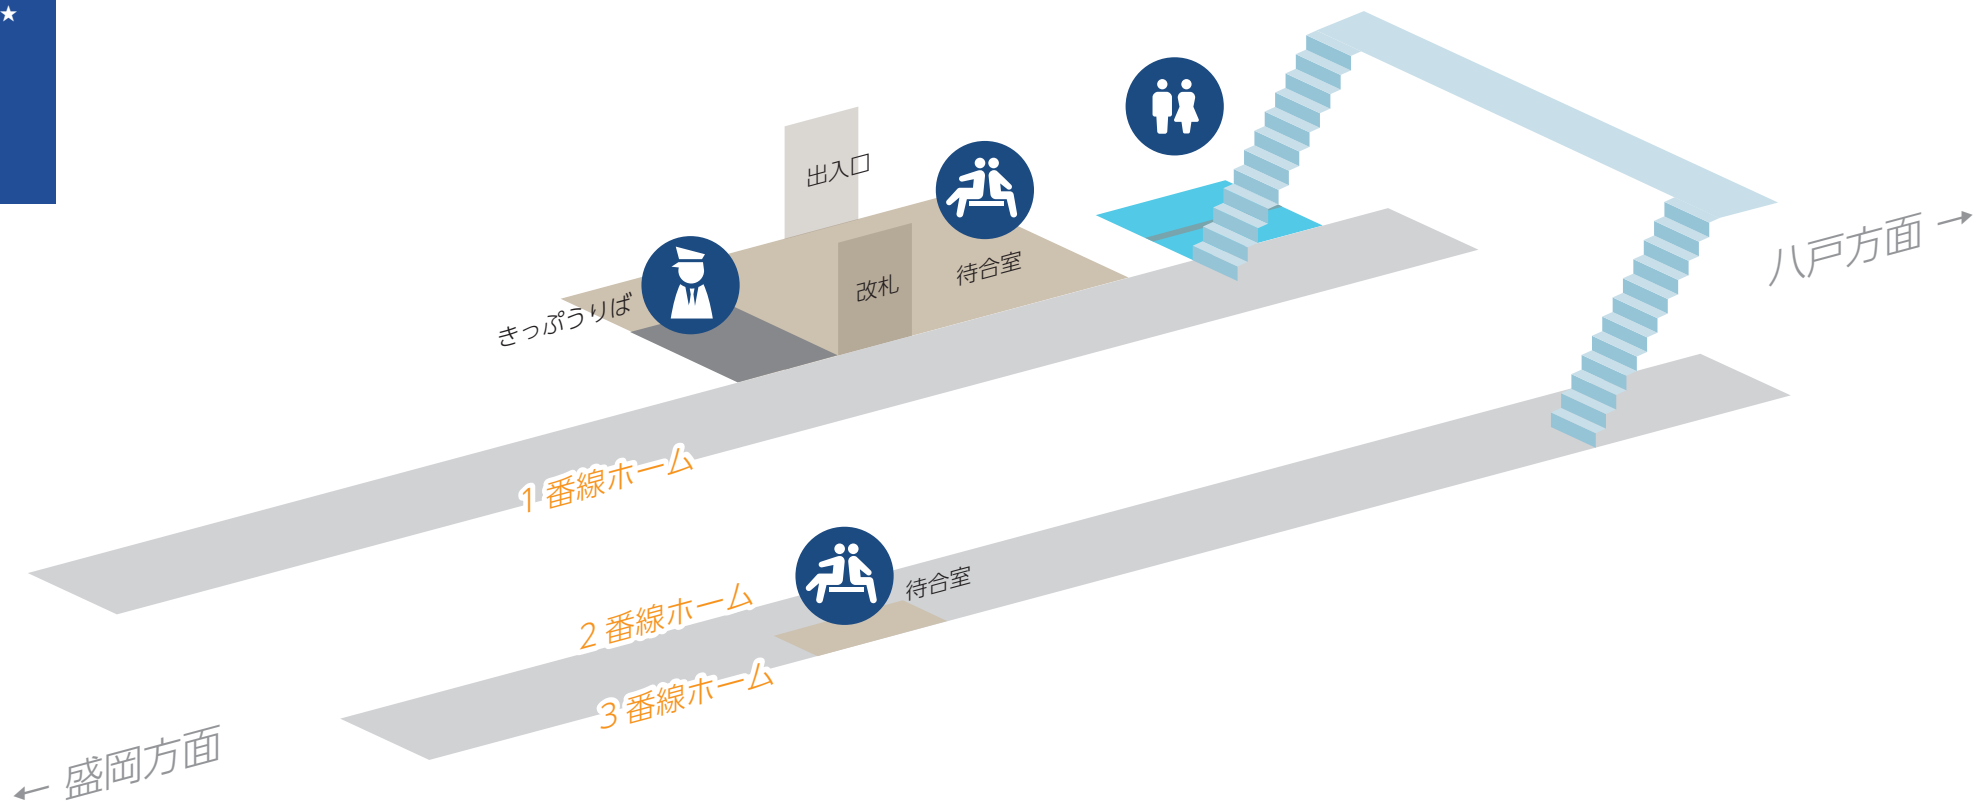 出入口
待合室
改札
きっぷうりば
八戸方面 →
1番線ホーム
待合室
2番線ホーム
3番線ホーム
← 盛岡方面